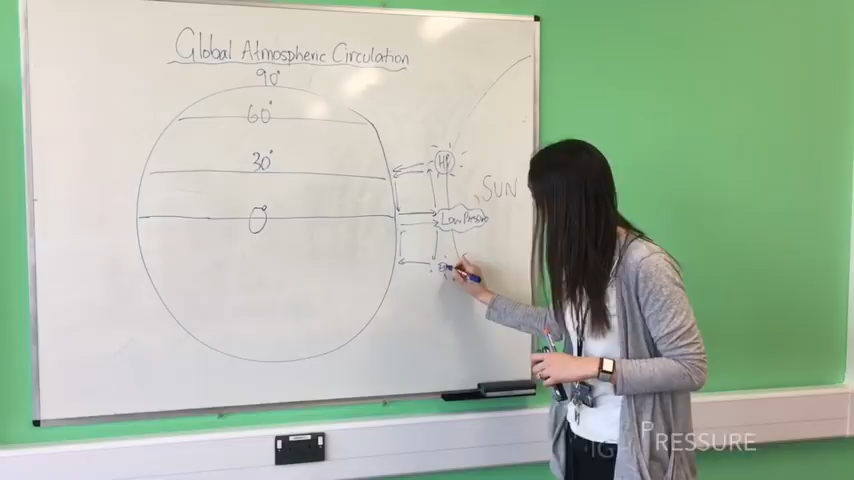 Global Atmospheric Circulation
90°
60°
30°
HP
SUN
0°
Low Pressure
PRESSURE